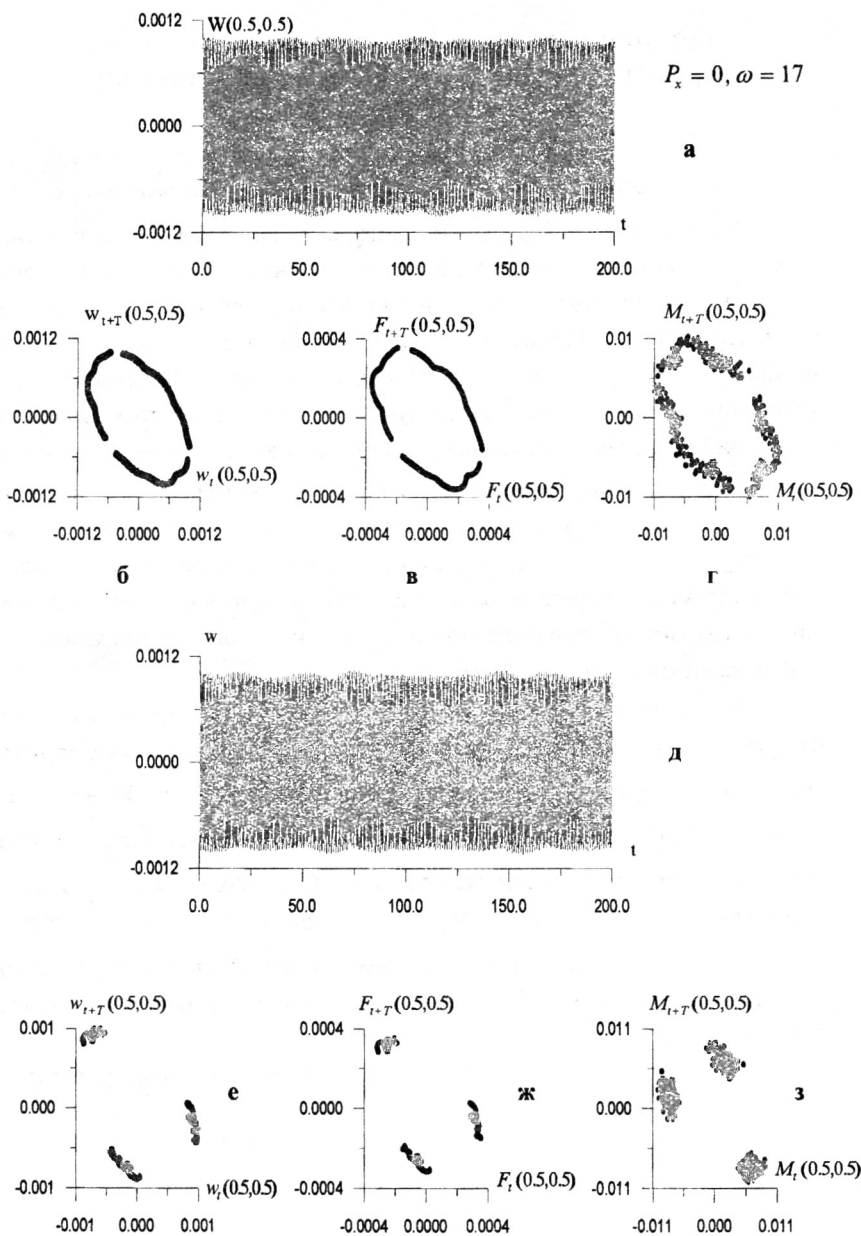 W(0.5,0.5)
0.0012
0.0000
-0.0012
t
0.0 50.0 100.0 150.0 200.0
P_x = 0, ω = 17
а
w_{t+T}(0.5,0.5)
0.0012
0.0000
-0.0012
w_t(0.5,0.5)
-0.0012 0.0000 0.0012
б
F_{t+T}(0.5,0.5)
0.0004
0.0000
-0.0004
F_t(0.5,0.5)
-0.0004 0.0000 0.0004
в
M_{t+T}(0.5,0.5)
0.01
0.00
-0.01
M_t(0.5,0.5)
-0.01 0.00 0.01
г
w
0.0012
0.0000
-0.0012
t
0.0 50.0 100.0 150.0 200.0
д
w_{t+T}(0.5,0.5)
0.001
0.000
-0.001
е
w_t(0.5,0.5)
-0.001 0.000 0.001
F_{t+T}(0.5,0.5)
0.0004
0.0000
-0.0004
ж
F_t(0.5,0.5)
-0.0004 0.0000 0.0004
M_{t+T}(0.5,0.5)
0.011
0.000
-0.011
з
M_t(0.5,0.5)
-0.011 0.000 0.011